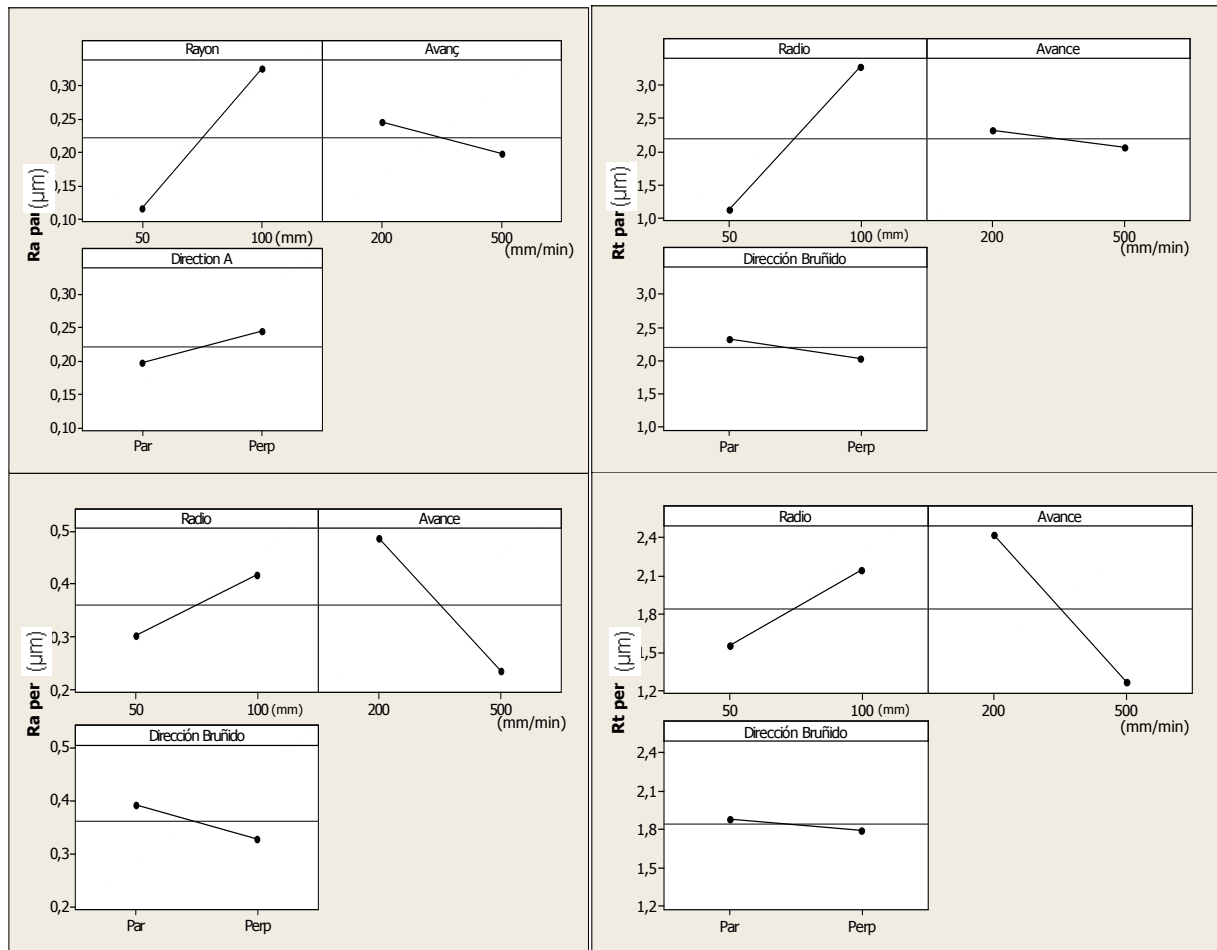 Rayon Avanç
0,30
0,25
0,20
0,15
0,10
Ra par (µm)
50 100 (mm) 200 500
(mm/min)
Direction A
0,30
0,25
0,20
0,15
0,10
Par Perp
Radio Avance
3,0
2,5
2,0
1,5
1,0
Rt par (µm)
50 100 (mm) 200 500
(mm/min)
Dirección Bruñido
3,0
2,5
2,0
1,5
1,0
Par Perp
Radio Avance
0,5
0,4
0,3
0,2
Ra per (µm)
50 100 (mm) 200 500 (mm/min)
Dirección Bruñido
0,5
0,4
0,3
0,2
Par Perp
Radio Avance
2,4
2,1
1,8
1,5
1,2
Rt per (µm)
50 100 (mm) 200 500
(mm/min)
Dirección Bruñido
2,4
2,1
1,8
1,5
1,2
Par Perp